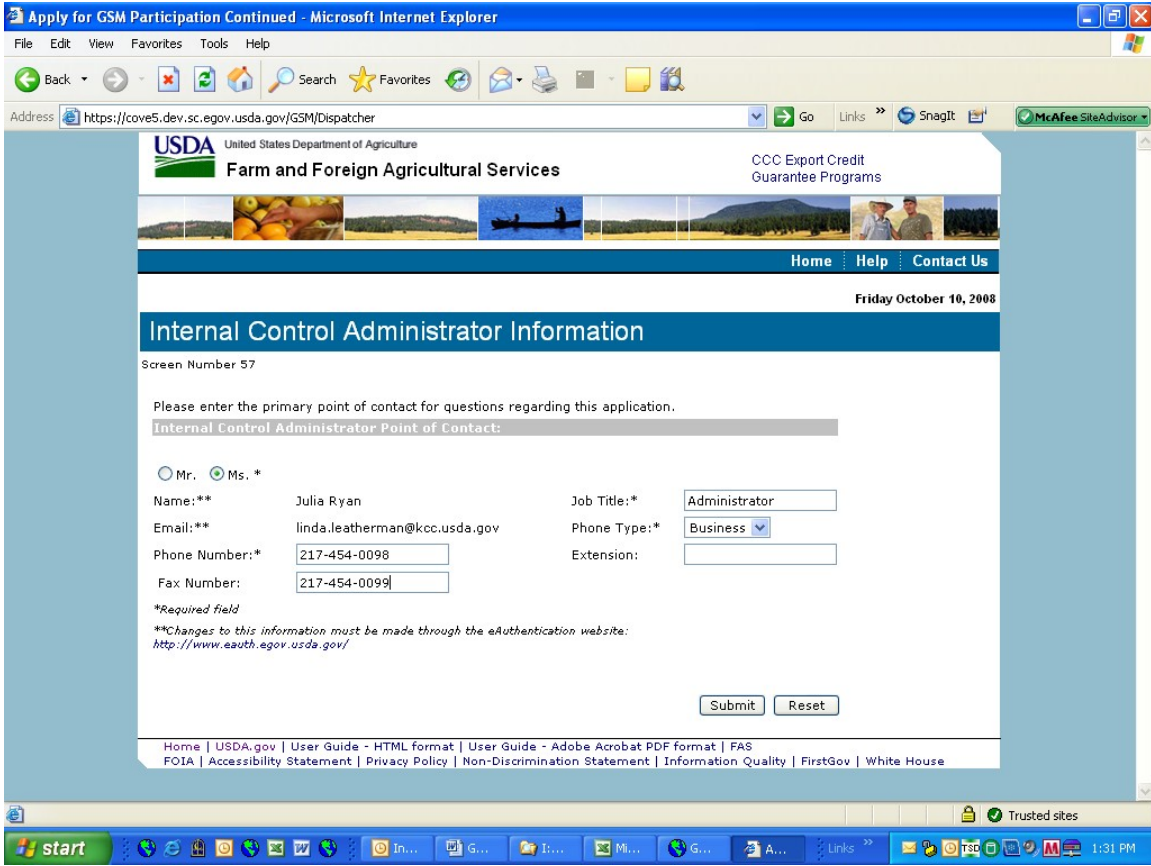 Apply for GSM Participation Continued - Microsoft Internet Explorer
File Edit View Favorites Tools Help
Back Search Favorites
Address https://cove5.dev.sc.egov.usda.gov/GSM/Dispatcher Go Links » SnagIt McAfee SiteAdvisor
USDA United States Department of Agriculture
Farm and Foreign Agricultural Services
CCC Export Credit
Guarantee Programs
Home Help Contact Us
Friday October 10, 2008
Internal Control Administrator Information
Screen Number 57
Please enter the primary point of contact for questions regarding this application.
Internal Control Administrator Point of Contact:
Mr. Ms. *
Name:** Julia Ryan Job Title:* Administrator
Email:** linda.leatherman@kcc.usda.gov Phone Type:* Business
Phone Number:* 217-454-0098 Extension:
Fax Number: 217-454-0099
*Required field
**Changes to this information must be made through the eAuthentication website:
http://www.eauth.egov.usda.gov/
Submit Reset
Home | USDA.gov | User Guide - HTML format | User Guide - Adobe Acrobat PDF format | FAS
FOIA | Accessibility Statement | Privacy Policy | Non-Discrimination Statement | Information Quality | FirstGov | White House
Trusted sites
start In... G... I:... Mi... G... A... Links » 1:31 PM